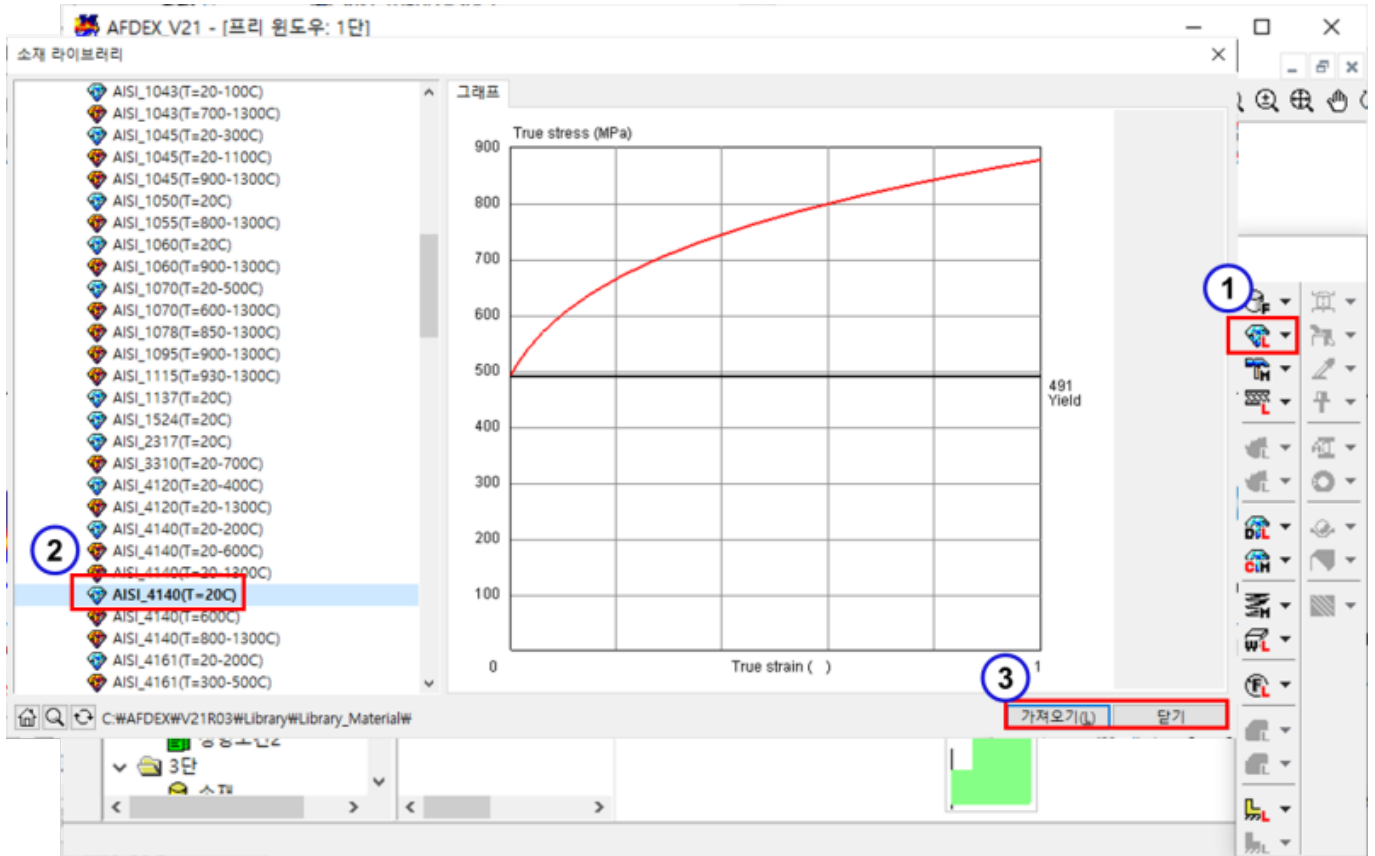 AFDEX_V21 - [프리 윈도우: 1단]
소재 라이브러리
AISI_1043(T=20-100C)
AISI_1043(T=700-1300C)
AISI_1045(T=20-300C)
AISI_1045(T=20-1100C)
AISI_1045(T=900-1300C)
AISI_1050(T=20C)
AISI_1055(T=800-1300C)
AISI_1060(T=20C)
AISI_1060(T=900-1300C)
AISI_1070(T=20-500C)
AISI_1070(T=600-1300C)
AISI_1078(T=850-1300C)
AISI_1095(T=900-1300C)
AISI_1115(T=930-1300C)
AISI_1137(T=20C)
AISI_1524(T=20C)
AISI_2317(T=20C)
AISI_3310(T=20-700C)
AISI_4120(T=20-400C)
AISI_4120(T=20-1300C)
AISI_4140(T=20-200C)
AISI_4140(T=20-600C)
AISI_4140(T=20-1300C)
2
AISI_4140(T=20C)
AISI_4140(T=600C)
AISI_4140(T=800-1300C)
AISI_4161(T=20-200C)
AISI_4161(T=300-500C)
그래프
True stress (MPa)
900
800
700
600
500
400
300
200
100
0
491
Yield
True strain ( )
1
3
가져오기(L)
닫기
C:₩AFDEX₩V21R03₩Library₩Library_Material₩
3단
1
F
L
M
L
L
L
D L
C M
M
W L
F L
L
L
L
L